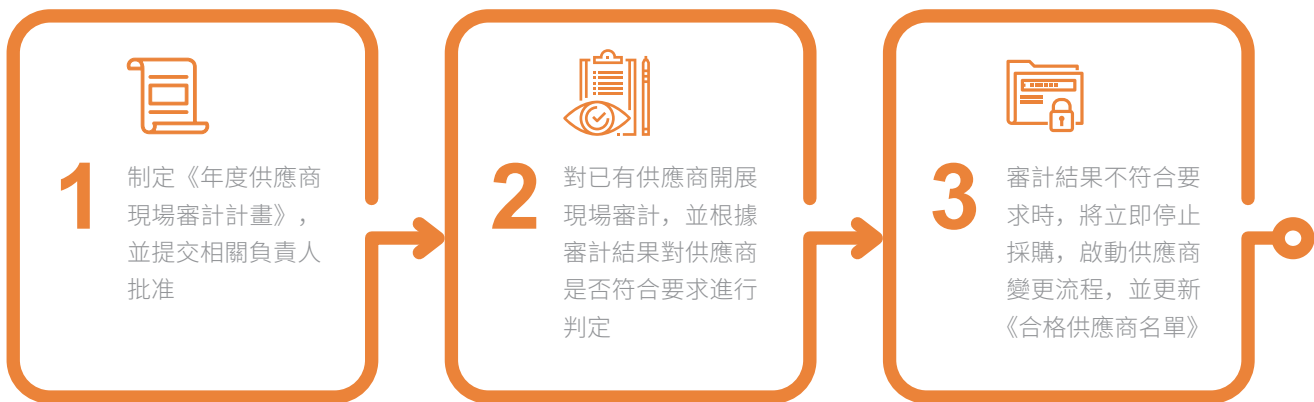 1
制定《年度供應商
現場審計計畫》，
並提交相關負責人
批准
2
對已有供應商開展
現場審計，並根據
審計結果對供應商
是否符合要求進行
判定
3
審計結果不符合要
求時，將立即停止
採購，啟動供應商
變更流程，並更新
《合格供應商名單》